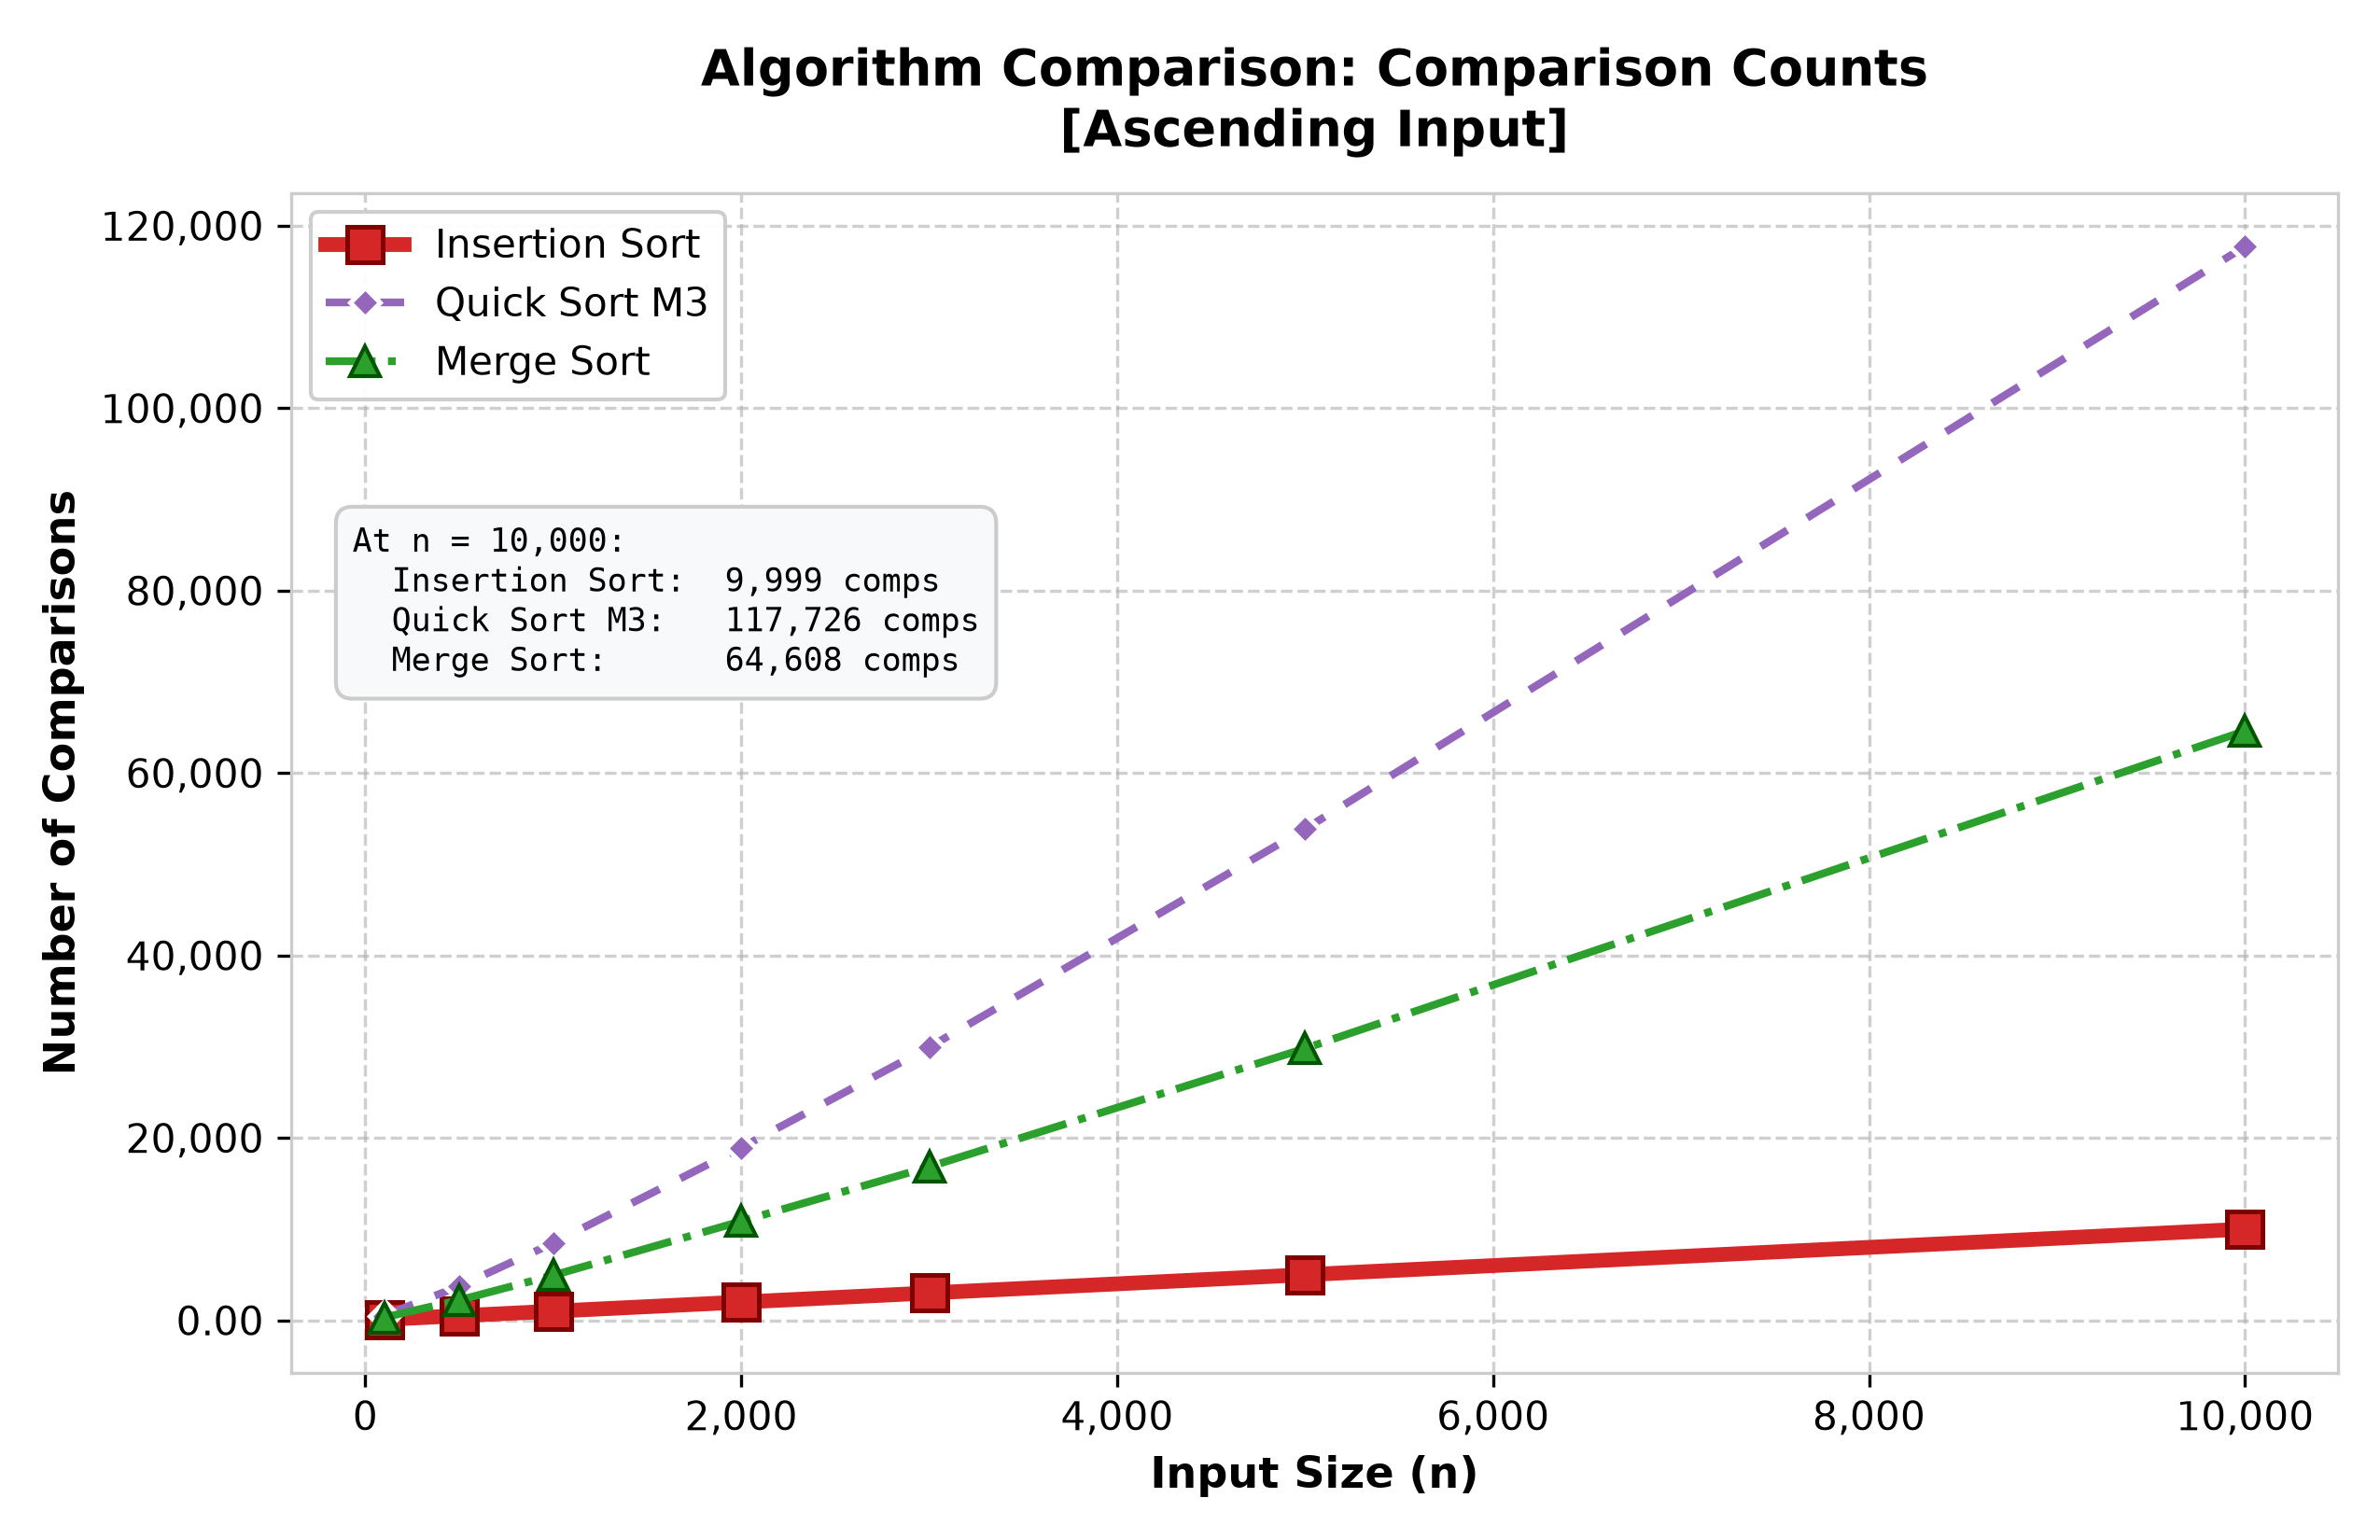 Algorithm Comparison: Comparison Counts
[Ascending Input]
120,000
100,000
80,000
60,000
40,000
20,000
0.00
Number of Comparisons
Insertion Sort
Quick Sort M3
Merge Sort
At n = 10,000:
Insertion Sort: 9,999 comps
Quick Sort M3: 117,726 comps
Merge Sort: 64,608 comps
0 2,000 4,000 6,000 8,000 10,000
Input Size (n)